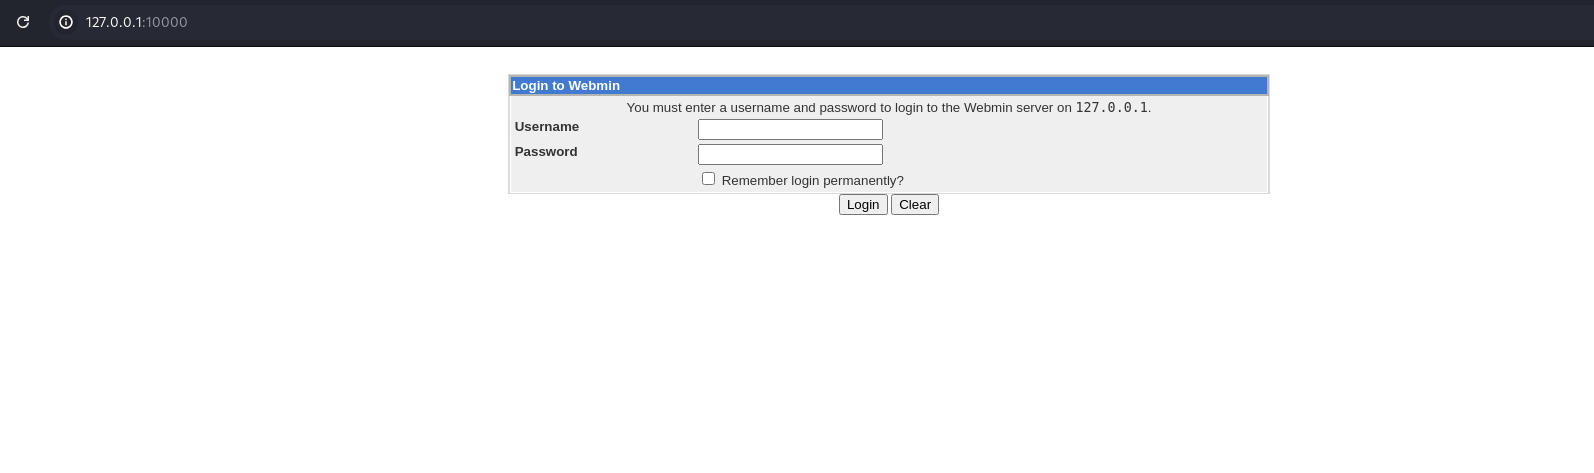 127.0.0.1:10000
Login to Webmin
You must enter a username and password to login to the Webmin server on 127.0.0.1.
Username
Password
Remember login permanently?
Login Clear